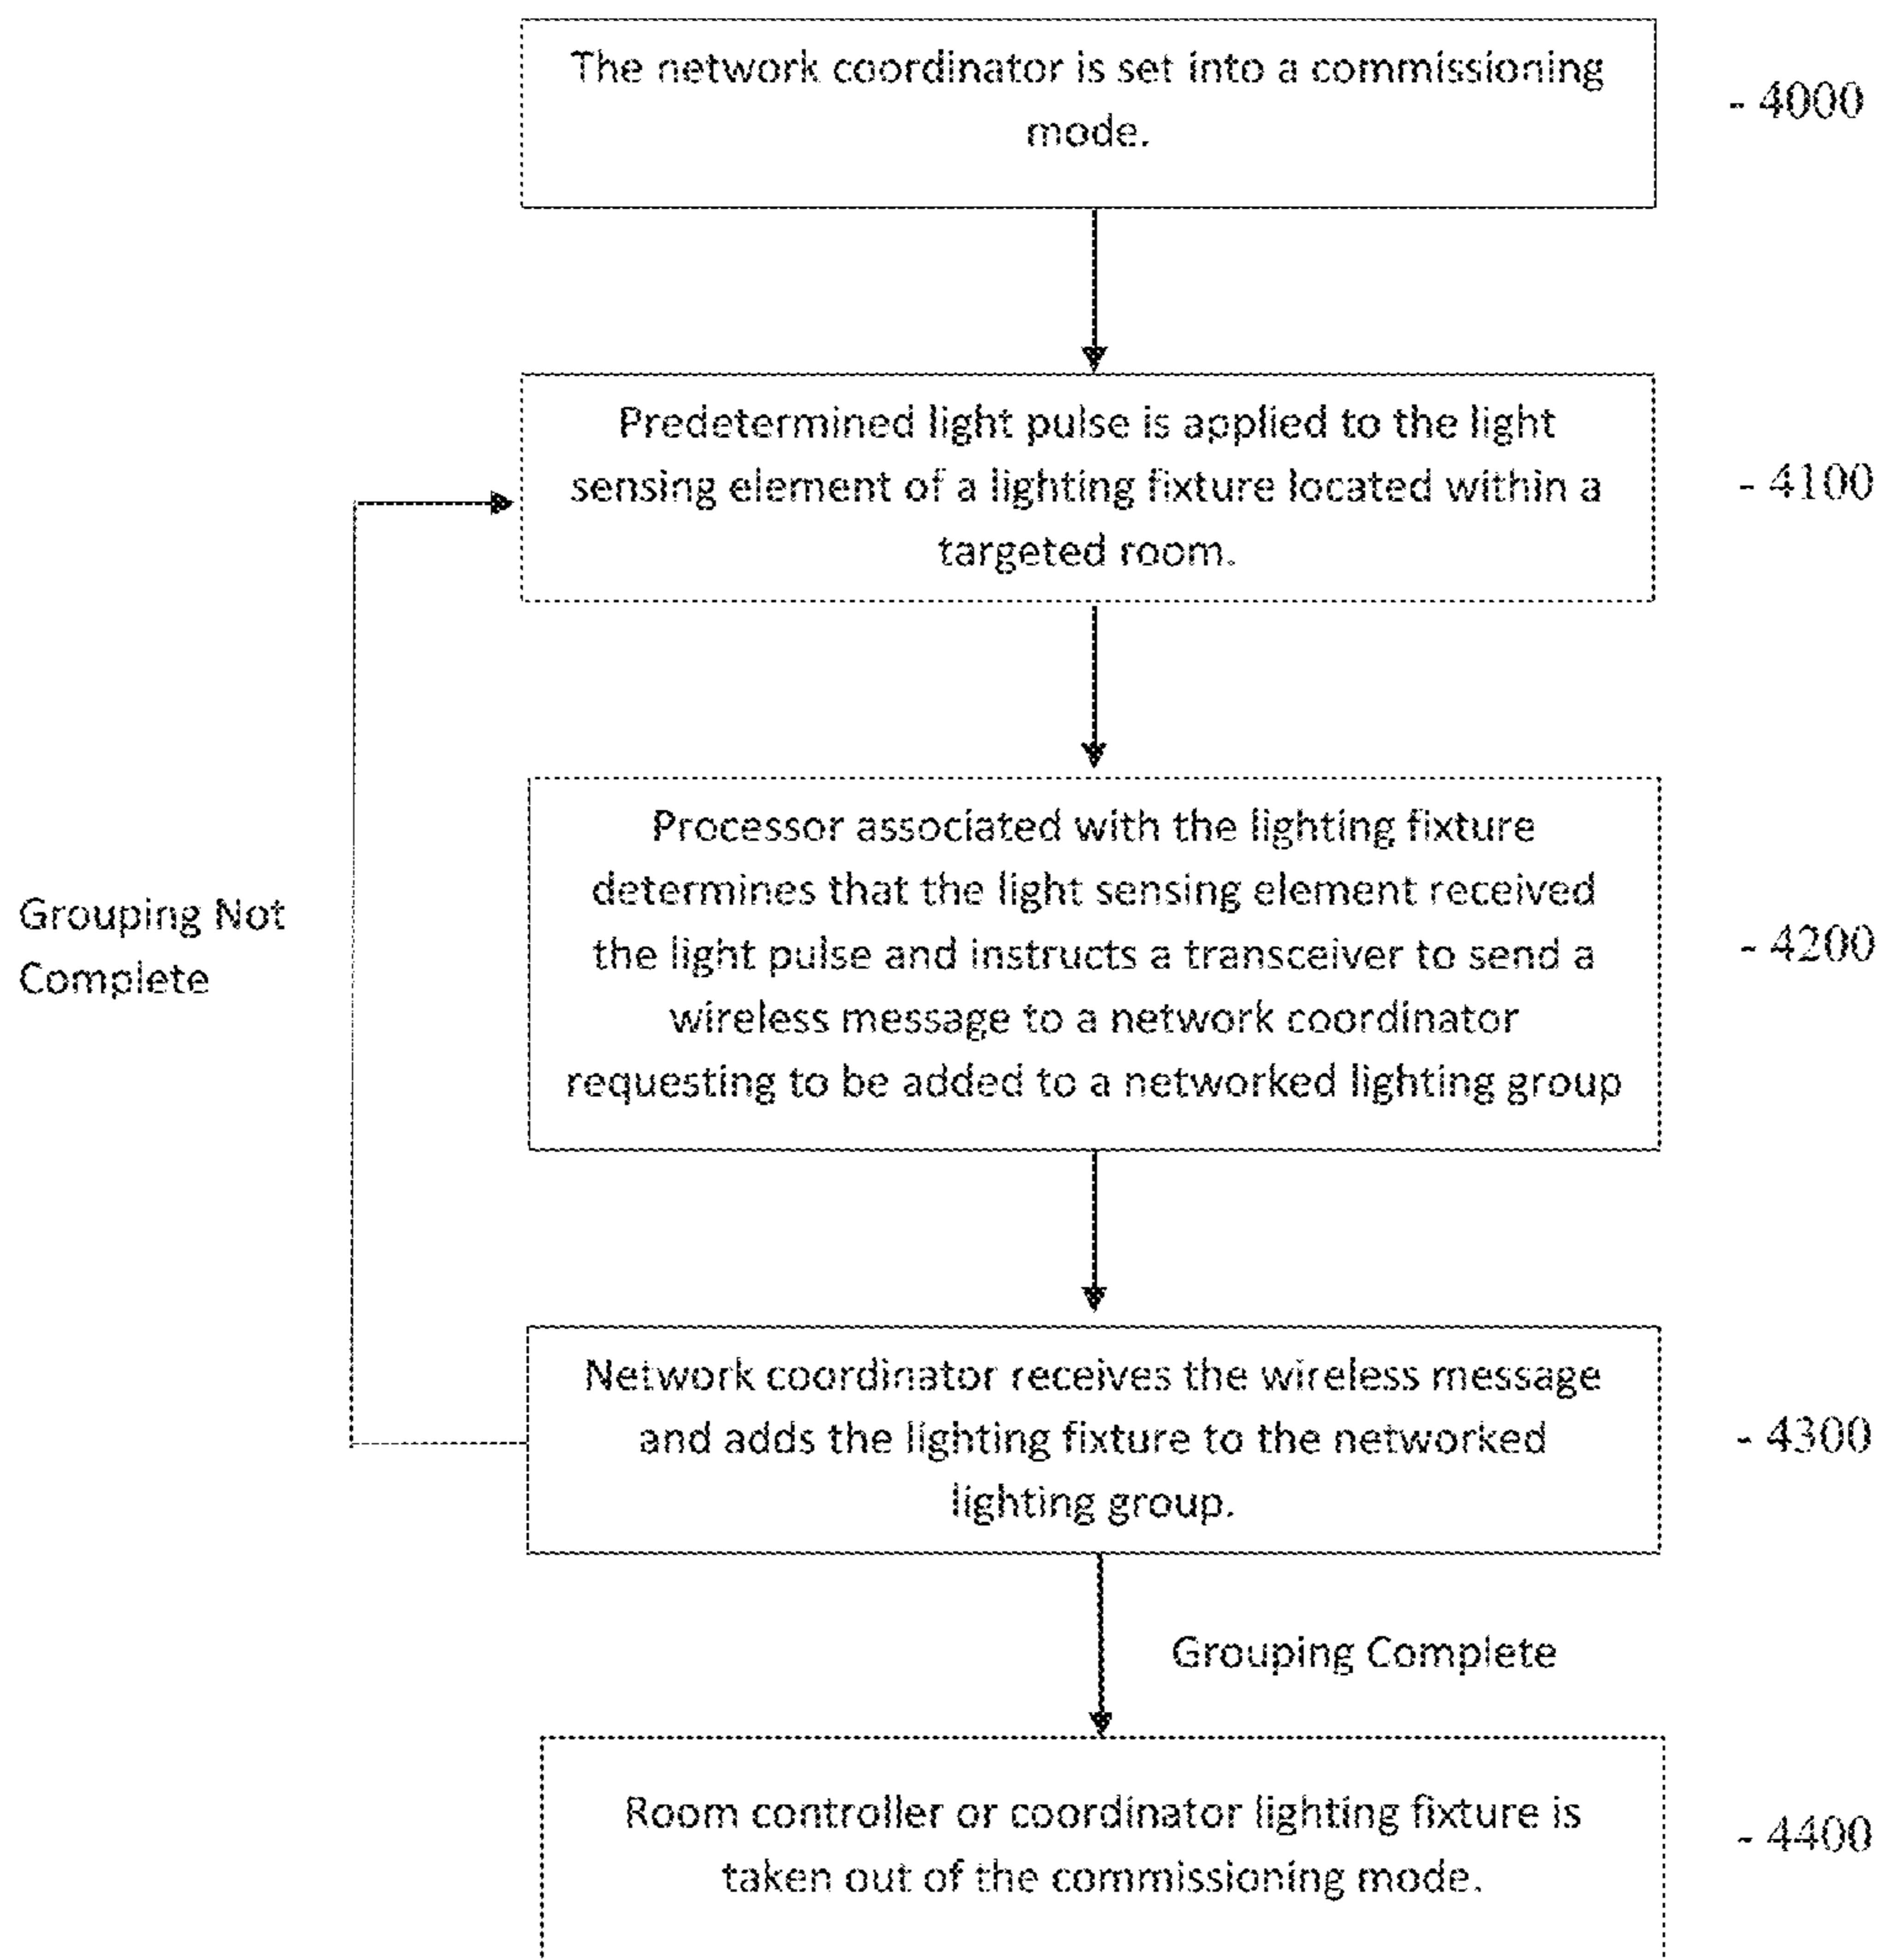 The network coordinator is set into a commissioning
mode.
- 4000
Predetermined light pulse is applied to the light
sensing element of a lighting fixture located within a
targeted room.
- 4100
Processor associated with the lighting fixture
determines that the light sensing element received
the light pulse and instructs a transceiver to send a
wireless message to a network coordinator
requesting to be added to a networked lighting group
- 4200
Grouping Not
Complete
Network coordinator receives the wireless message
and adds the lighting fixture to the networked
lighting group.
- 4300
Grouping Complete
Room controller or coordinator lighting fixture is
taken out of the commissioning mode.
- 4400